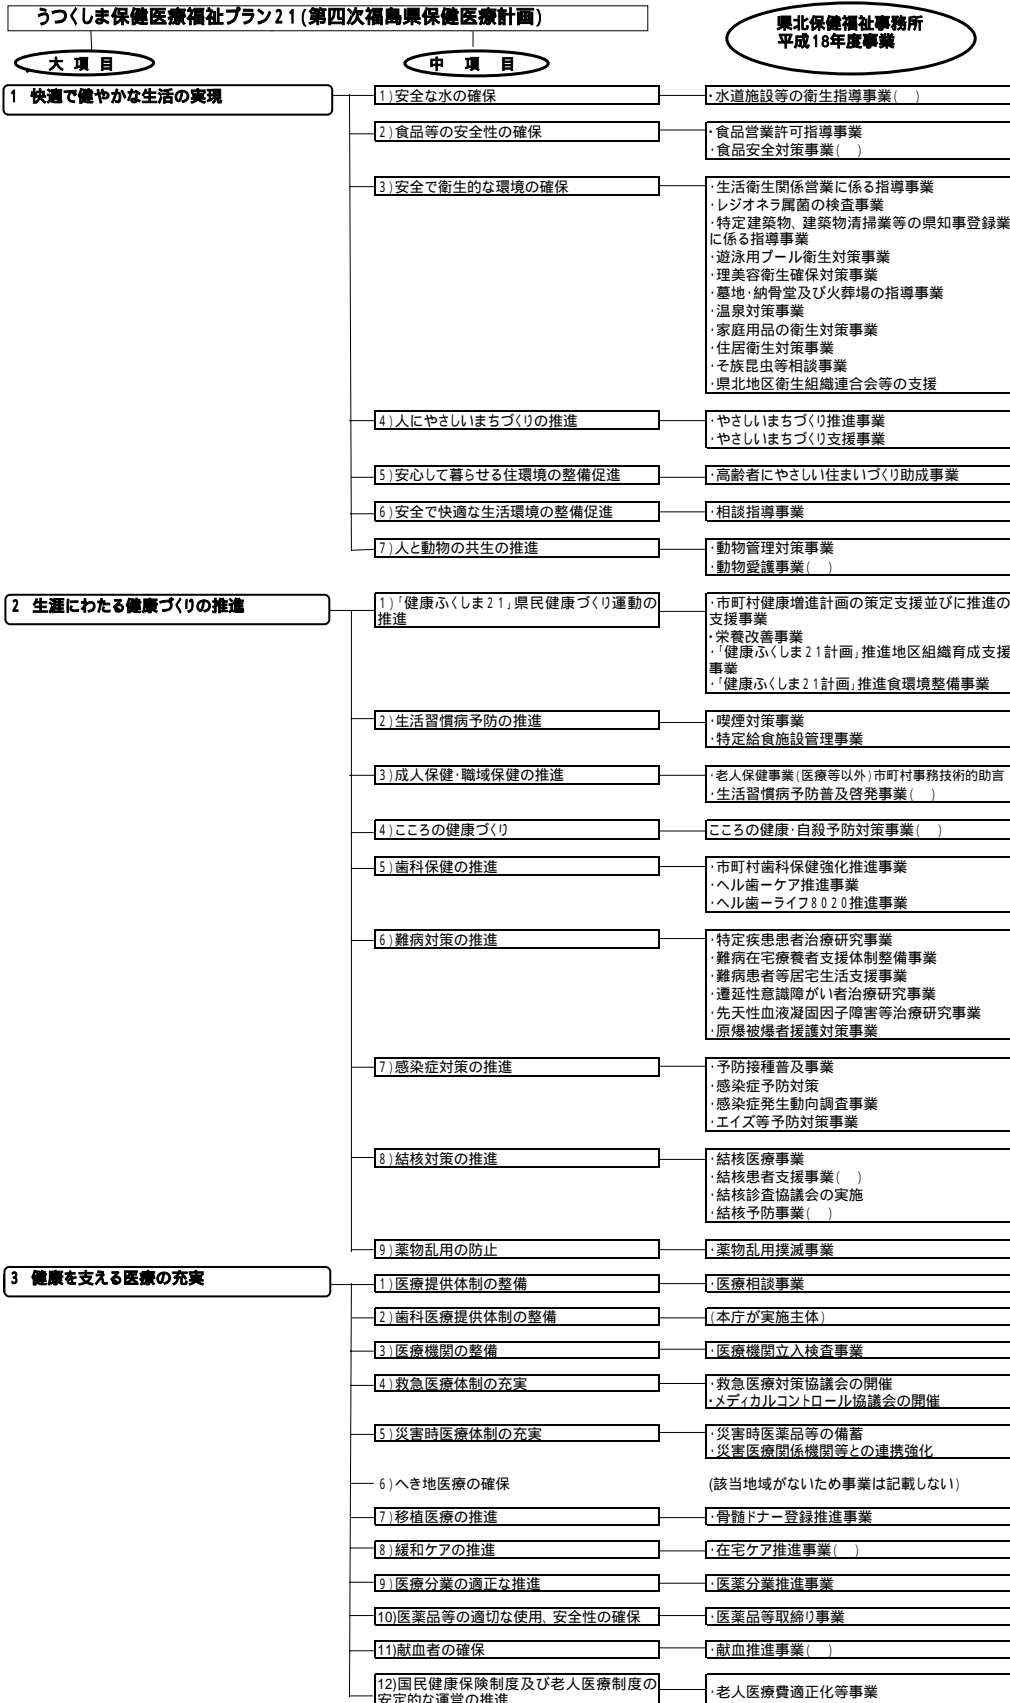 うつくしま保健医療福祉プラン21(第四次福島県保健医療計画)
県北保健福祉事務所
平成18年度事業
大 項 目
中 項 目
1 快適で健やかな生活の実現
1)安全な水の確保
・水道施設等の衛生指導事業( )
2)食品等の安全性の確保
・食品営業許可指導事業
・食品安全対策事業( )
3)安全で衛生的な環境の確保
・生活衛生関係営業に係る指導事業
・レジオネラ属菌の検査事業
・特定建築物、建築物清掃業等の県知事登録業
に係る指導事業
・遊泳用プール衛生対策事業
・理美容衛生確保対策事業
・墓地・納骨堂及び火葬場の指導事業
・温泉対策事業
・家庭用品の衛生対策事業
・住居衛生対策事業
・そ族昆虫等相談事業
・県北地区衛生組織連合会等の支援
4)人にやさしいまちづくりの推進
・やさしいまちづくり推進事業
・やさしいまちづくり支援事業
5)安心して暮らせる住環境の整備促進
・高齢者にやさしい住まいづくり助成事業
6)安全で快適な生活環境の整備促進
・相談指導事業
7)人と動物の共生の推進
・動物管理対策事業
・動物愛護事業( )
2 生涯にわたる健康づくりの推進
1)「健康ふくしま21」県民健康づくり運動の
推進
・市町村健康増進計画の策定支援並びに推進の
支援事業
・栄養改善事業
・「健康ふくしま21計画」推進地区組織育成支援
事業
・「健康ふくしま21計画」推進食環境整備事業
2)生活習慣病予防の推進
・喫煙対策事業
・特定給食施設管理事業
3)成人保健・職域保健の推進
・老人保健事業(医療等以外)市町村事務技術的助言
・生活習慣病予防普及啓発事業( )
4)こころの健康づくり
こころの健康・自殺予防対策事業( )
5)歯科保健の推進
・市町村歯科保健強化推進事業
・ヘル歯ーケア推進事業
・ヘル歯ーライフ8020推進事業
6)難病対策の推進
・特定疾患患者治療研究事業
・難病在宅療養者支援体制整備事業
・難病患者等居宅生活支援事業
・遷延性意識障がい者治療研究事業
・先天性血液凝固因子障害等治療研究事業
・原爆被爆者援護対策事業
7)感染症対策の推進
・予防接種普及事業
・感染症予防対策
・感染症発生動向調査事業
・エイズ等予防対策事業
8)結核対策の推進
・結核医療事業
・結核患者支援事業( )
・結核診査協議会の実施
・結核予防事業( )
9)薬物乱用の防止
・薬物乱用撲滅事業
3 健康を支える医療の充実
1)医療提供体制の整備
・医療相談事業
2)歯科医療提供体制の整備
(本庁が実施主体)
3)医療機関の整備
・医療機関立入検査事業
4)救急医療体制の充実
・救急医療対策協議会の開催
・メディカルコントロール協議会の開催
5)災害時医療体制の充実
・災害時医薬品等の備蓄
・災害医療関係機関等との連携強化
6)へき地医療の確保
(該当地域がないため事業は記載しない)
7)移植医療の推進
・骨髄ドナー登録推進事業
8)緩和ケアの推進
・在宅ケア推進事業( )
9)医療分業の適正な推進
・医薬分業推進事業
10)医薬品等の適切な使用、安全性の確保
・医薬品等取締り事業
11)献血者の確保
・献血推進事業( )
12)国民健康保険制度及び老人医療制度の
安定的な運営の推進
・老人医療費適正化等事業